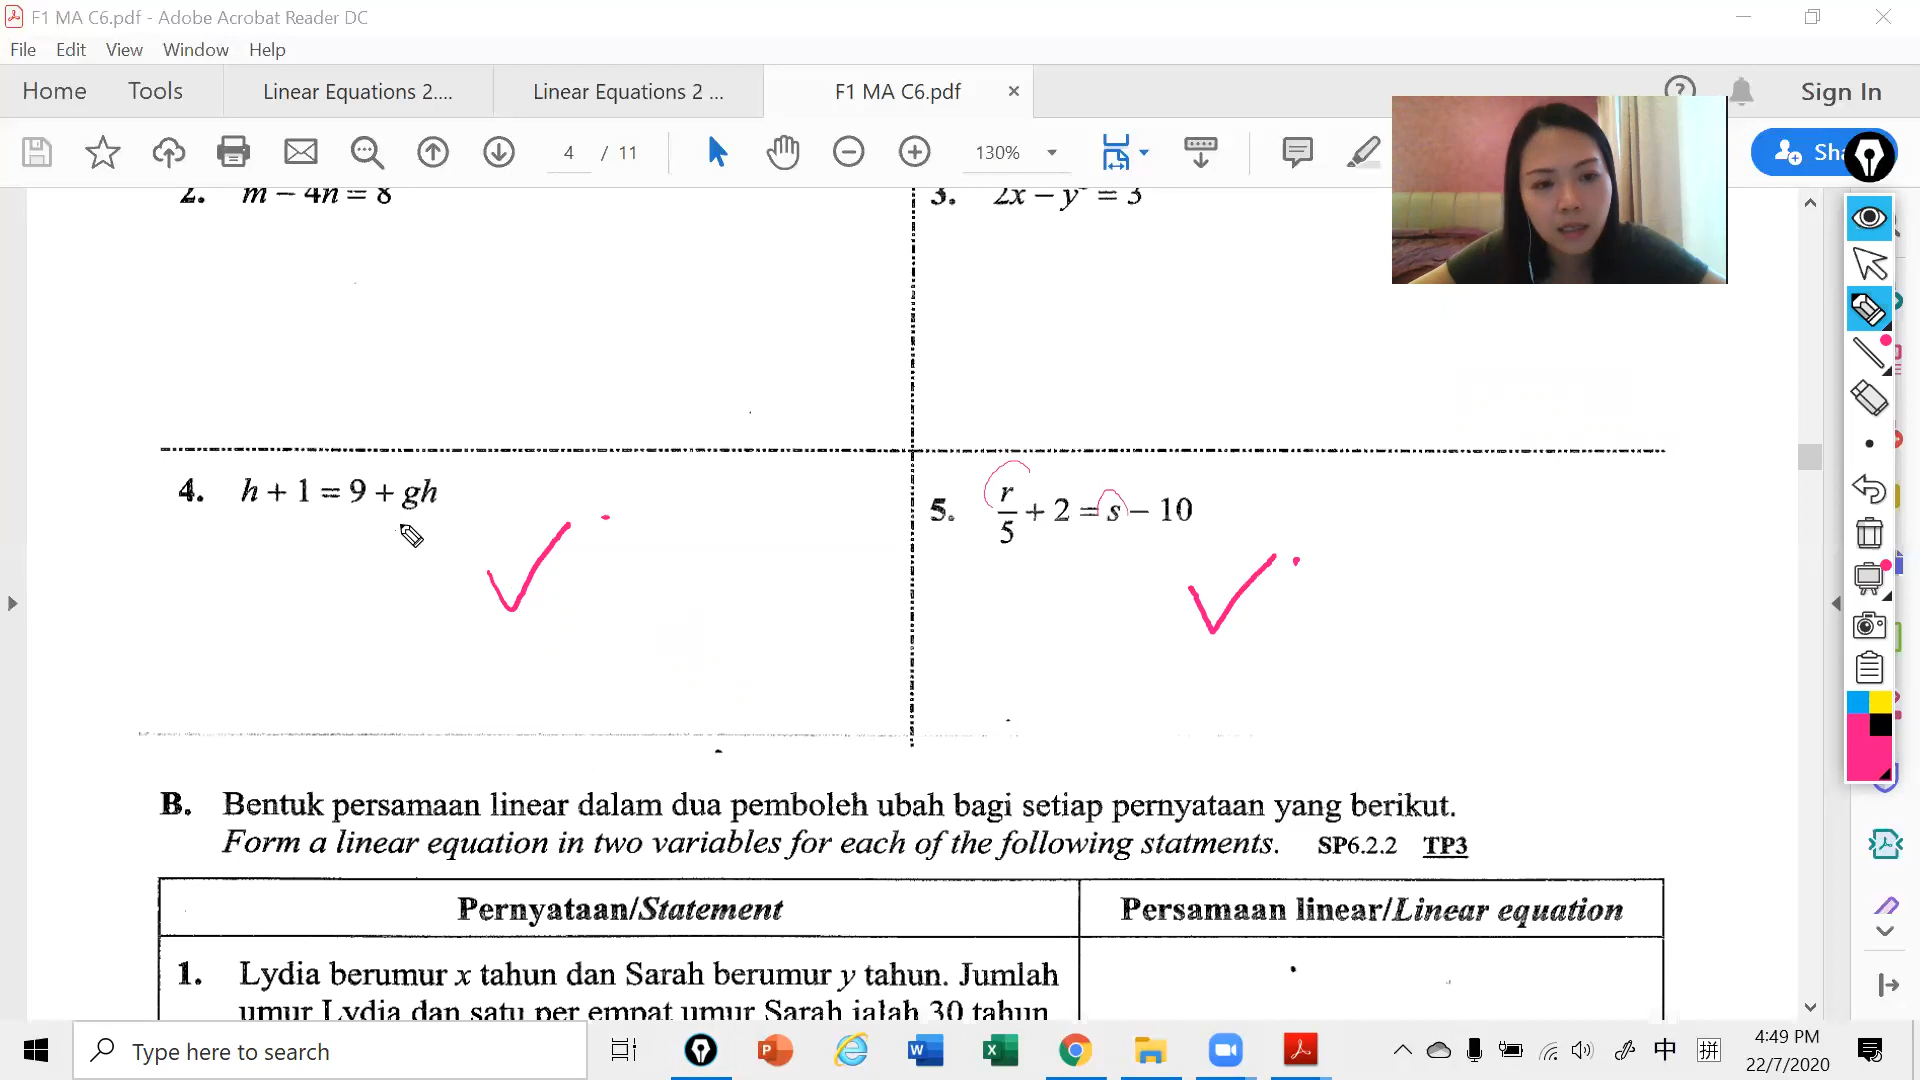 F1 MA C6.pdf - Adobe Acrobat Reader DC
File Edit View Window Help
Home Tools Linear Equations 2.... Linear Equations 2 ... F1 MA C6.pdf × Sign In
4 / 11 130%
2. m − 4n = 8
3. 2x − y = 3
4. h + 1 = 9 + gh
5. r/5 + 2 = s − 10
B. Bentuk persamaan linear dalam dua pemboleh ubah bagi setiap pernyataan yang berikut.
Form a linear equation in two variables for each of the following statments. SP6.2.2 TP3
Pernyataan/Statement Persamaan linear/Linear equation
1. Lydia berumur x tahun dan Sarah berumur y tahun. Jumlah
umur Lydia dan satu per empat umur Sarah ialah 30 tahun
Type here to search
中 拼
4:49 PM
22/7/2020